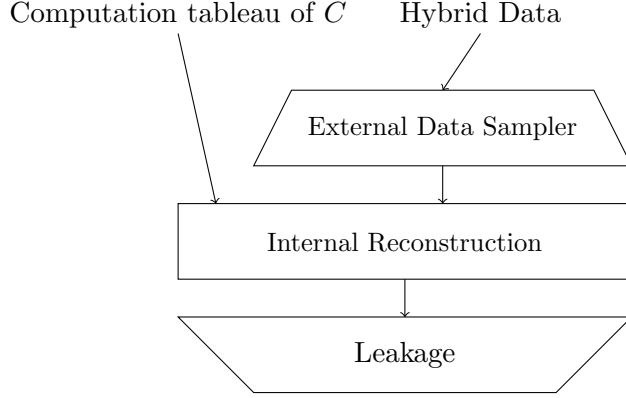 Computation tableau of C
Hybrid Data
External Data Sampler
Internal Reconstruction
Leakage